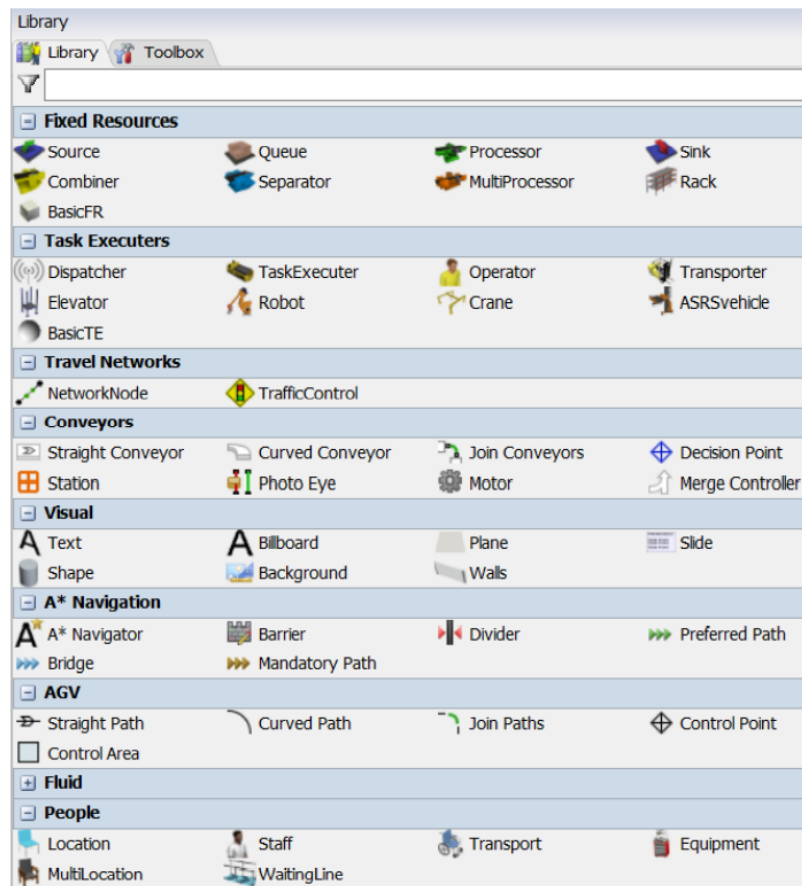 Library
Library Toolbox
Fixed Resources
Source Queue Processor Sink
Combiner Separator MultiProcessor Rack
BasicFR
Task Executers
Dispatcher TaskExecuter Operator Transporter
Elevator Robot Crane ASRSvehicle
BasicTE
Travel Networks
NetworkNode TrafficControl
Conveyors
Straight Conveyor Curved Conveyor Join Conveyors Decision Point
Station Photo Eye Motor Merge Controller
Visual
A Text A Billboard Plane Slide
Shape Background Walls
A* Navigation
A A* Navigator Barrier Divider Preferred Path
Bridge Mandatory Path
AGV
Straight Path Curved Path Join Paths Control Point
Control Area
Fluid
People
Location Staff Transport Equipment
MultiLocation WaitingLine